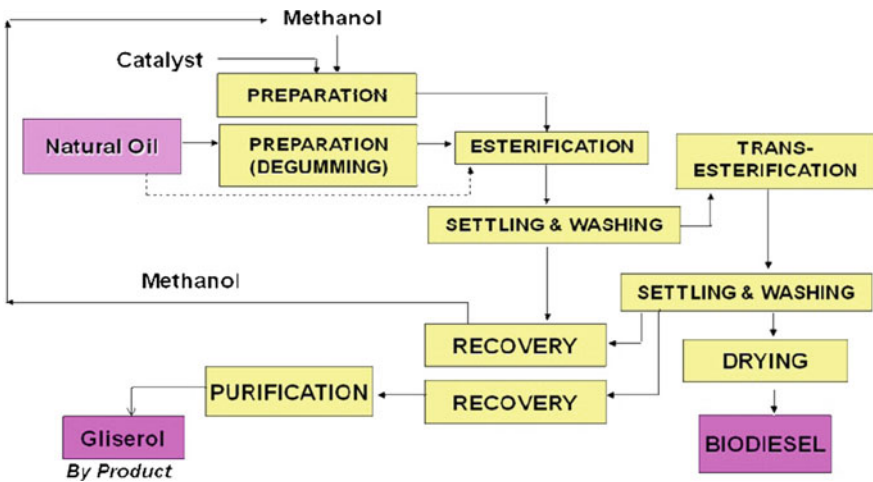 Methanol
Catalyst
PREPARATION
Natural Oil
PREPARATION
(DEGUMMING)
ESTERIFICATION
TRANS-
ESTERIFICATION
SETTLING & WASHING
Methanol
SETTLING & WASHING
RECOVERY
DRYING
PURIFICATION
RECOVERY
Gliserol
By Product
BIODIESEL